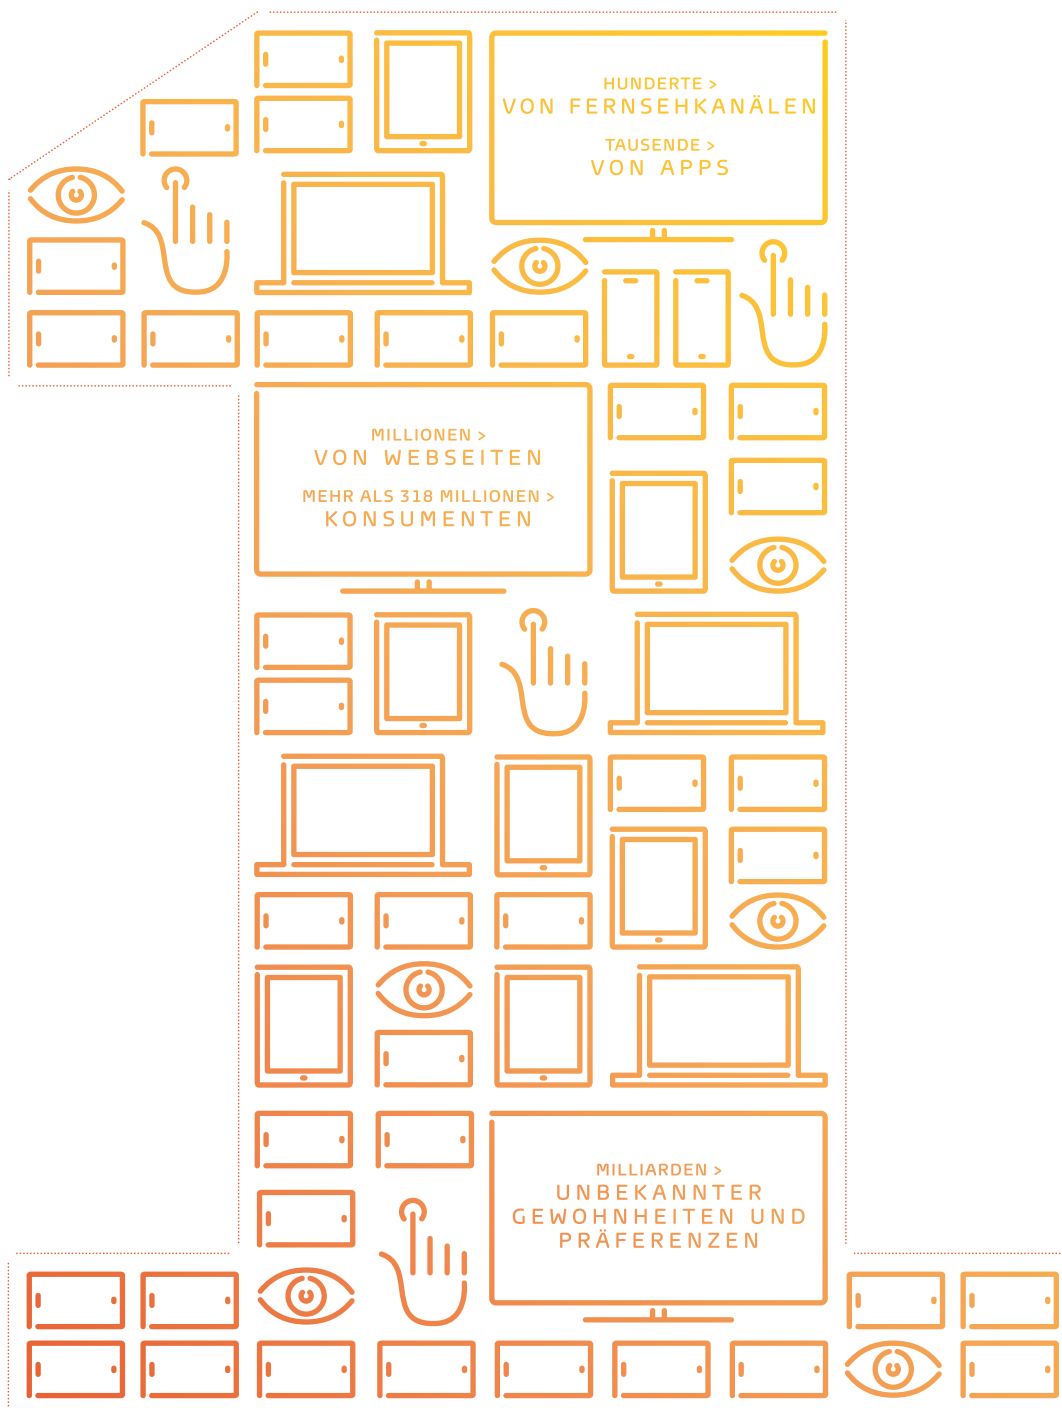 HUNDERTE >
VON FERNSEHKANÄLEN
TAUSENDE >
VON APPS
MILLIONEN >
VON WEBSEITEN
MEHR ALS 318 MILLIONEN >
KONSUMENTEN
MILLIARDEN >
UNBEKANNTER
GEWOHNHEITEN UND
PRÄFERENZEN